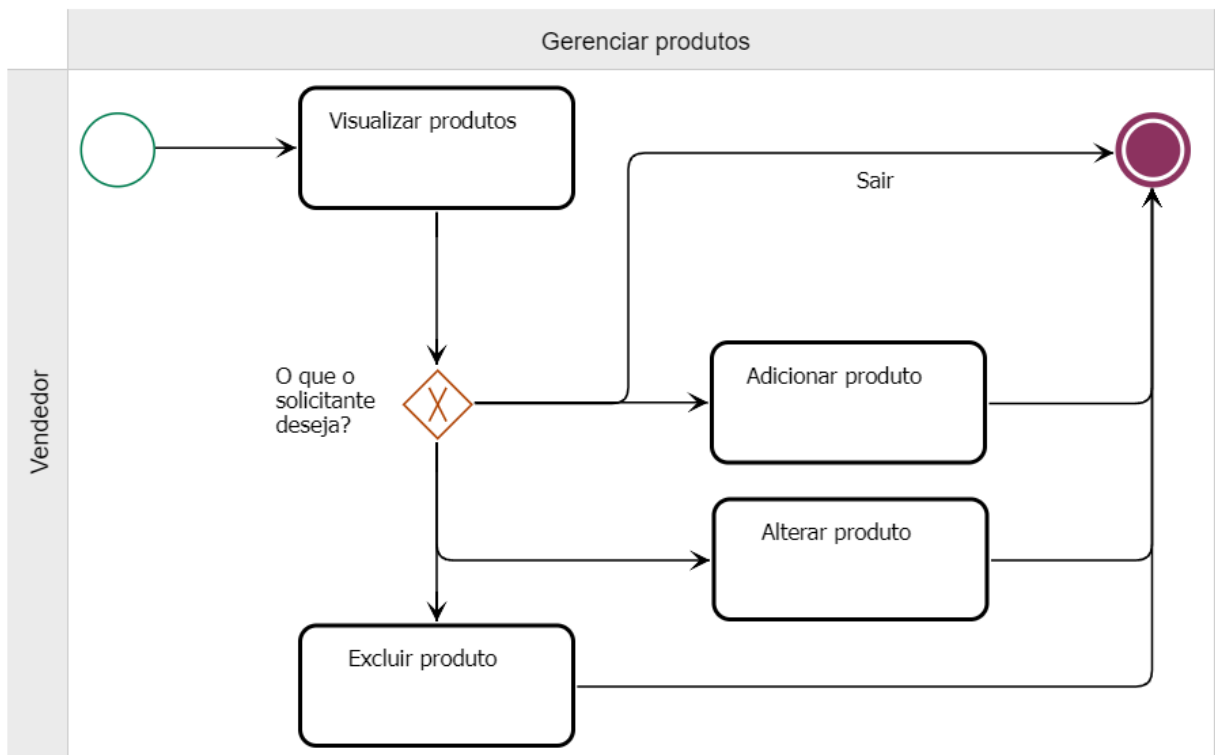 Gerenciar produtos
Vendedor
Visualizar produtos
Sair
O que o
solicitante
deseja?
Adicionar produto
Alterar produto
Excluir produto